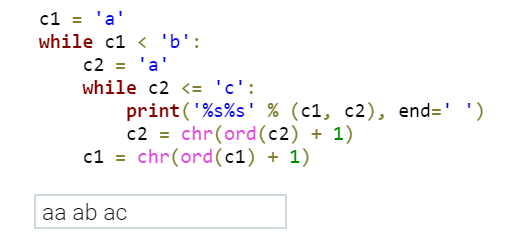 c1 = 'a'
while c1 < 'b':
    c2 = 'a'
    while c2 <= 'c':
        print('%s%s' % (c1, c2), end=' ')
        c2 = chr(ord(c2) + 1)
    c1 = chr(ord(c1) + 1)
aa ab ac